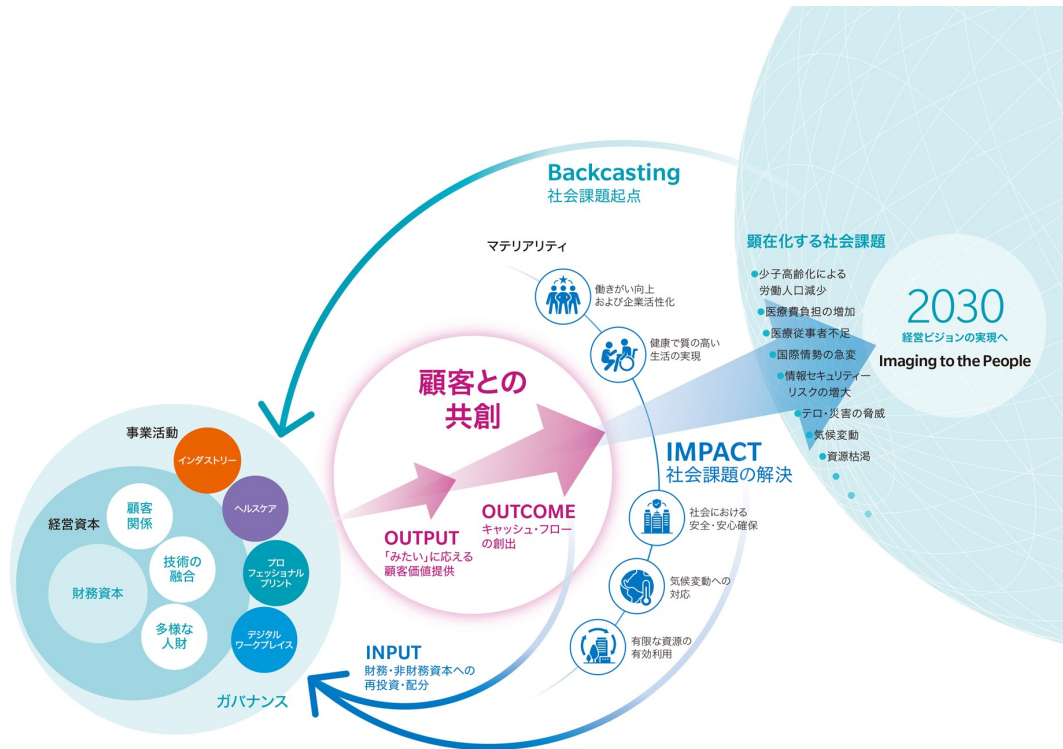 Backcasting
社会課題起点
マテリアリティ
働きがい向上
および企業活性化
健康で質の高い
生活の実現
顕在化する社会課題
●少子高齢化による
労働人口減少
●医療費負担の増加
●医療従事者不足
●国際情勢の急変
●情報セキュリティー
リスクの増大
●テロ・災害の脅威
●気候変動
●資源枯渇
2030
経営ビジョンの実現へ
Imaging to the People
顧客との
共創
IMPACT
社会課題の解決
OUTPUT
「みたい」に応える
顧客価値提供
OUTCOME
キャッシュ・フロー
の創出
社会における
安全・安心確保
気候変動への
対応
有限な資源の
有効利用
事業活動
インダストリー
ヘルスケア
プロ
フェッショナル
プリント
デジタル
ワークプレイス
経営資本
顧客
関係
技術の
融合
財務資本
多様な
人財
ガバナンス
INPUT
財務・非財務資本への
再投資・配分